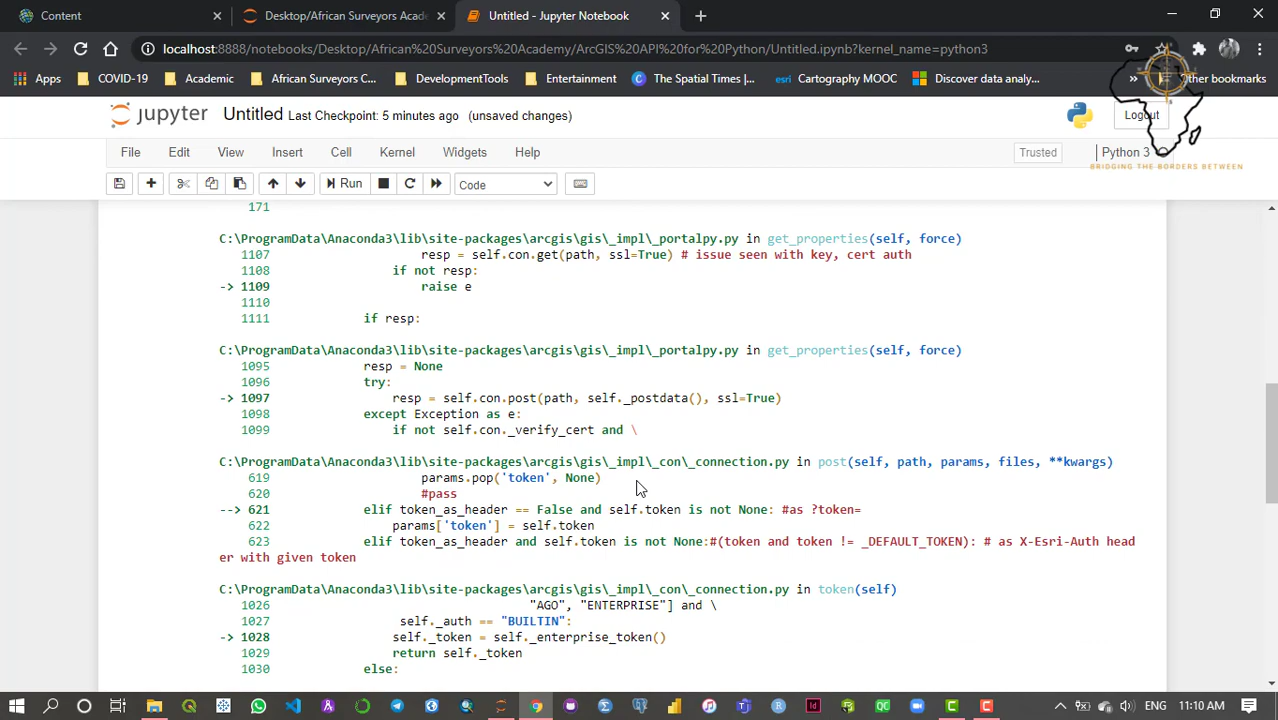 Content
Desktop/African Surveyors Acade
Untitled - Jupyter Notebook
localhost:8888/notebooks/Desktop/African%20Surveyors%20Academy/ArcGIS%20API%20for%20Python/Untitled.ipynb?kernel_name=python3
Apps COVID-19 Academic African Surveyors C... DevelopmentTools Entertainment The Spatial Times |... esri Cartography MOOC Discover data analy... » Other bookmarks
jupyter Untitled Last Checkpoint: 5 minutes ago (unsaved changes) Logout
BRIDGING THE BORDERS BETWEEN
File Edit View Insert Cell Kernel Widgets Help Trusted Python 3
Run Code
171
C:\ProgramData\Anaconda3\lib\site-packages\arcgis\gis\_impl\_portalpy.py in get_properties(self, force)
1107 resp = self.con.get(path, ssl=True) # issue seen with key, cert auth
1108 if not resp:
-> 1109 raise e
1110
1111 if resp:
C:\ProgramData\Anaconda3\lib\site-packages\arcgis\gis\_impl\_portalpy.py in get_properties(self, force)
1095 resp = None
1096 try:
-> 1097 resp = self.con.post(path, self._postdata(), ssl=True)
1098 except Exception as e:
1099 if not self.con._verify_cert and \
C:\ProgramData\Anaconda3\lib\site-packages\arcgis\gis\_impl\_con\_connection.py in post(self, path, params, files, **kwargs)
619 params.pop('token', None)
620 #pass
--> 621 elif token_as_header == False and self.token is not None: #as ?token=
622 params['token'] = self.token
623 elif token_as_header and self.token is not None:#(token and token != _DEFAULT_TOKEN): # as X-Esri-Auth head
er with given token
C:\ProgramData\Anaconda3\lib\site-packages\arcgis\gis\_impl\_con\_connection.py in token(self)
1026 "AGO", "ENTERPRISE"] and \
1027 self._auth == "BUILTIN":
-> 1028 self._token = self._enterprise_token()
1029 return self._token
1030 else:
ENG 11:10 AM